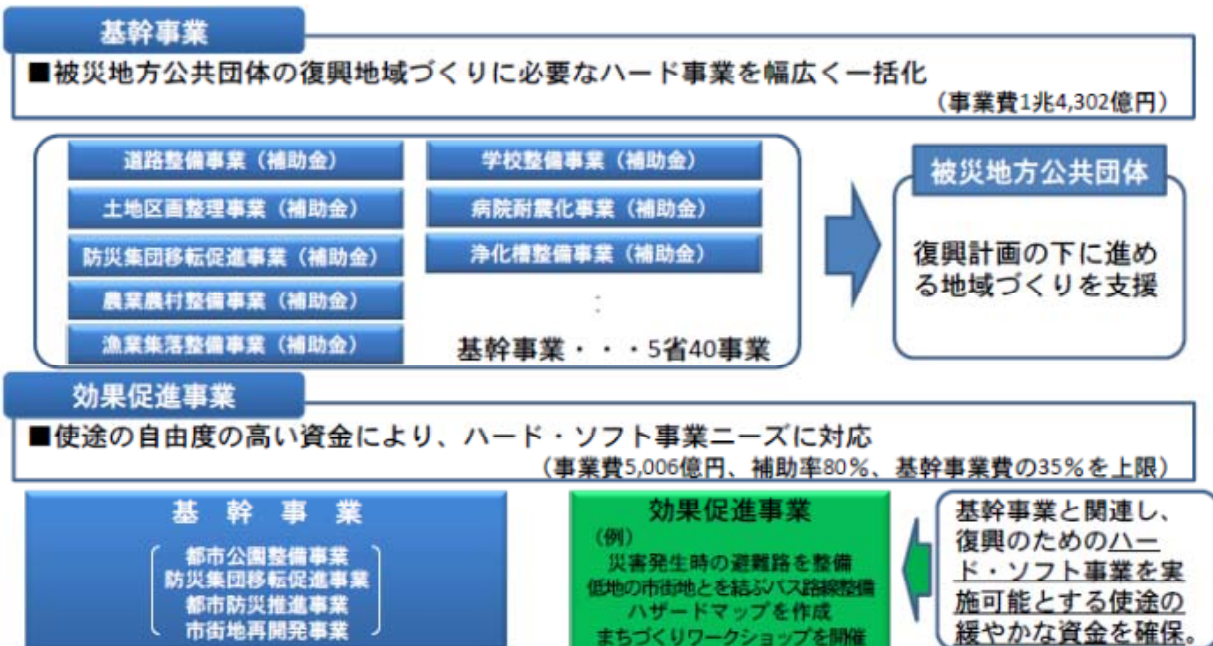 基幹事業
■被災地方公共団体の復興地域づくりに必要なハード事業を幅広く一括化
（事業費1兆4,302億円）
道路整備事業（補助金）
土地区画整理事業（補助金）
防災集団移転促進事業（補助金）
農業農村整備事業（補助金）
漁業集落整備事業（補助金）
学校整備事業（補助金）
病院耐震化事業（補助金）
浄化槽整備事業（補助金）
：
基幹事業・・・5省40事業
被災地方公共団体
復興計画の下に進め
る地域づくりを支援
効果促進事業
■使途の自由度の高い資金により、ハード・ソフト事業ニーズに対応
（事業費5,006億円、補助率80％、基幹事業費の35％を上限）
基 幹 事 業
都市公園整備事業
防災集団移転促進事業
都市防災推進事業
市街地再開発事業
効果促進事業
（例）
災害発生時の避難路を整備
低地の市街地とを結ぶバス路線整備
ハザードマップを作成
まちづくりワークショップを開催
基幹事業と関連し、
復興のためのハー
ド・ソフト事業を実
施可能とする使途の
緩やかな資金を確保。